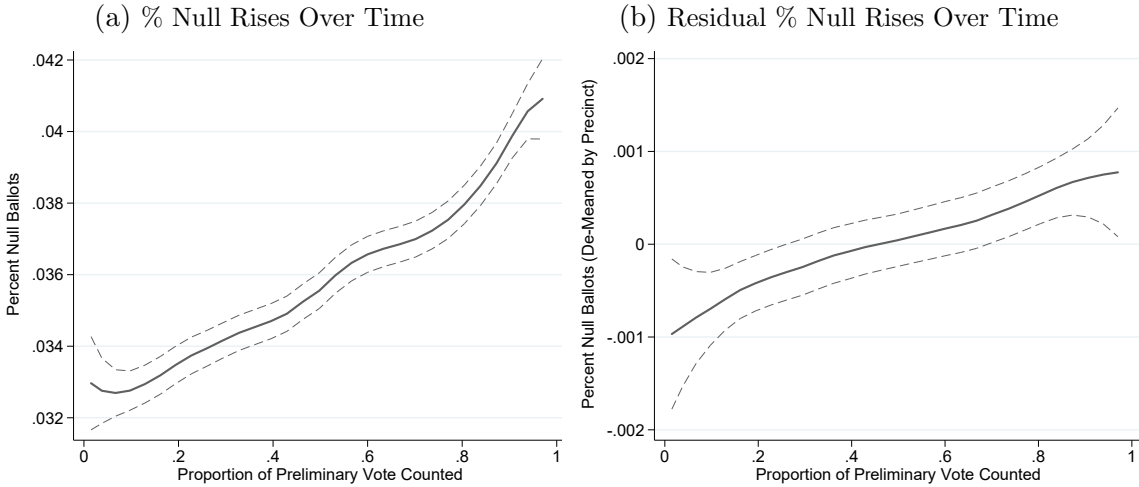 (a) % Null Rises Over Time
Percent Null Ballots
.042
.04
.038
.036
.034
.032
0 .2 .4 .6 .8 1
Proportion of Preliminary Vote Counted
(b) Residual % Null Rises Over Time
Percent Null Ballots (De-Meaned by Precinct)
.002
.001
0
-.001
-.002
0 .2 .4 .6 .8 1
Proportion of Preliminary Vote Counted